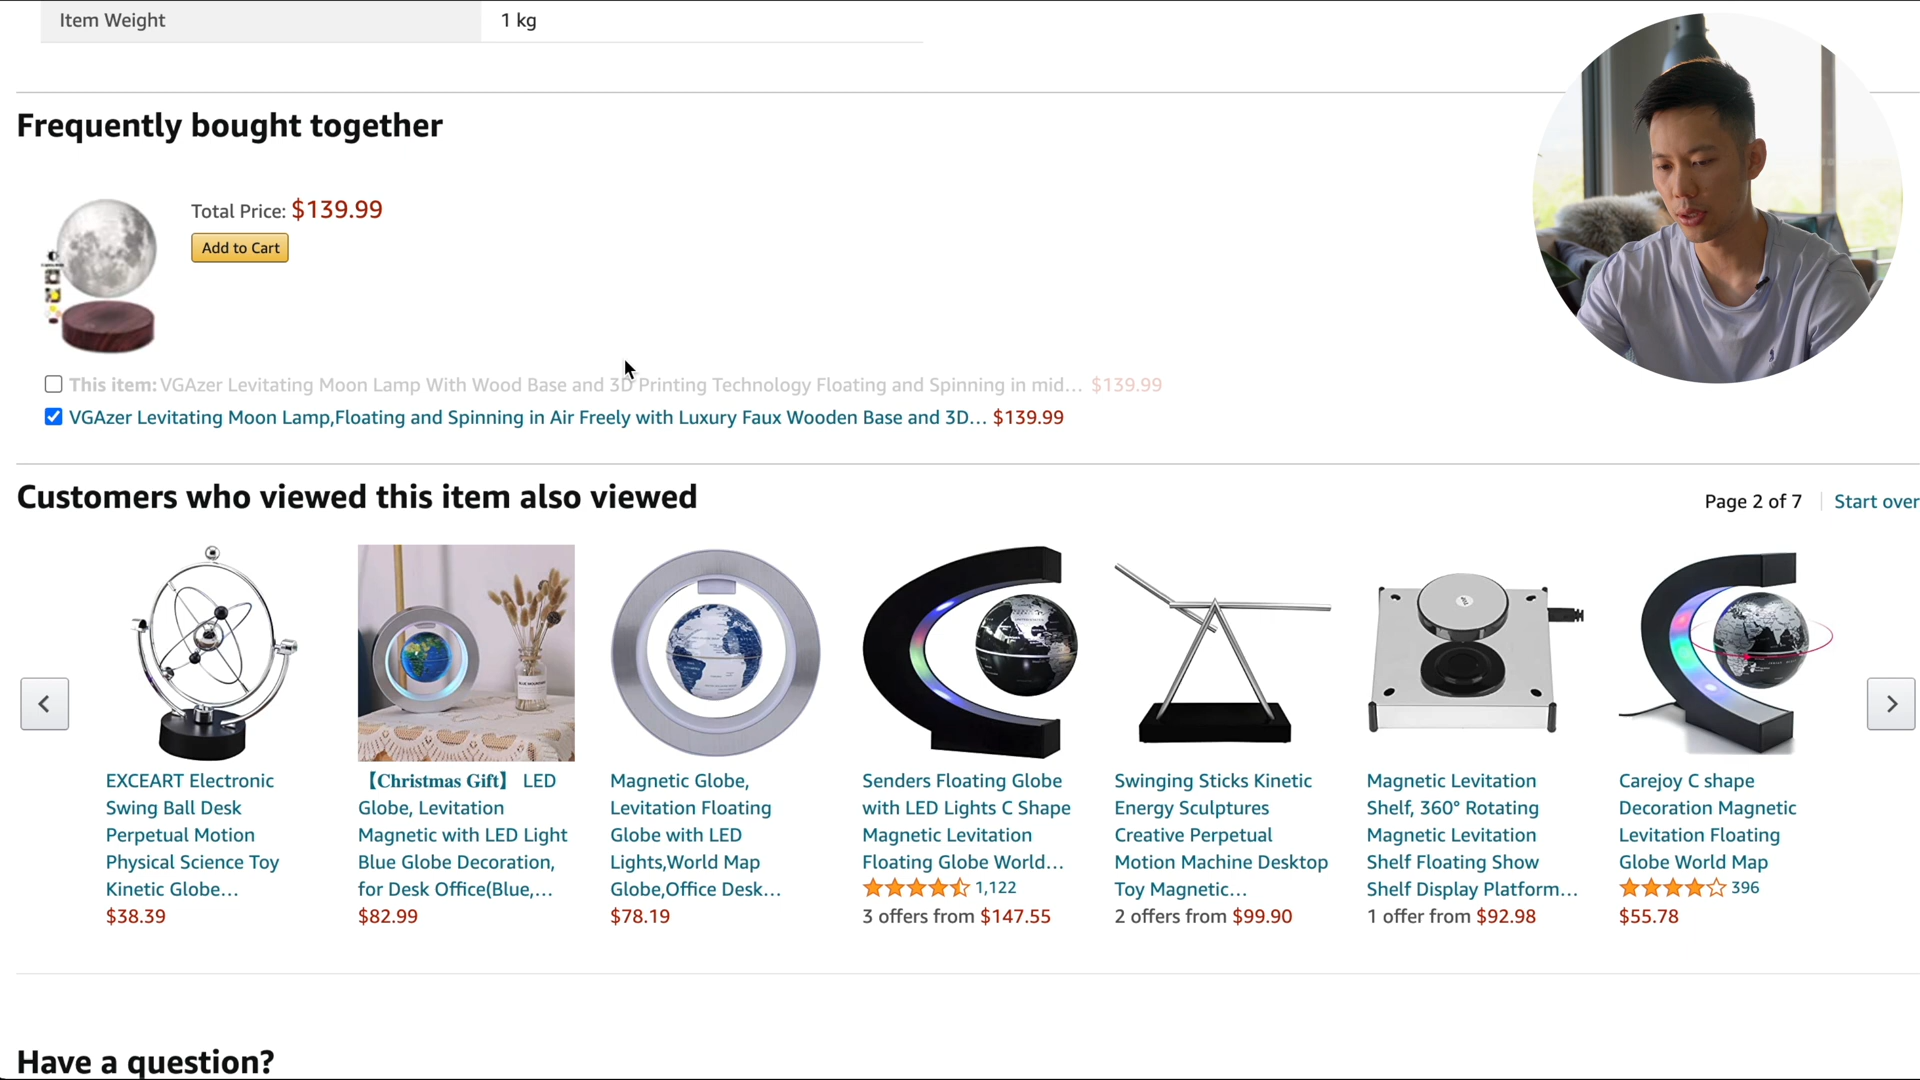 Item Weight 1 kg
Frequently bought together
Total Price: $139.99
Add to Cart
This item: VGAzer Levitating Moon Lamp With Wood Base and 3D Printing Technology Floating and Spinning in mid... $139.99
VGAzer Levitating Moon Lamp,Floating and Spinning in Air Freely with Luxury Faux Wooden Base and 3D... $139.99
Customers who viewed this item also viewed
Page 2 of 7 | Start over
EXCEART Electronic
Swing Ball Desk
Perpetual Motion
Physical Science Toy
Kinetic Globe...
$38.39
【Christmas Gift】 LED
Globe, Levitation
Magnetic with LED Light
Blue Globe Decoration,
for Desk Office(Blue,...
$82.99
Magnetic Globe,
Levitation Floating
Globe with LED
Lights,World Map
Globe,Office Desk...
$78.19
Senders Floating Globe
with LED Lights C Shape
Magnetic Levitation
Floating Globe World...
1,122
3 offers from $147.55
Swinging Sticks Kinetic
Energy Sculptures
Creative Perpetual
Motion Machine Desktop
Toy Magnetic...
2 offers from $99.90
Magnetic Levitation
Shelf, 360° Rotating
Magnetic Levitation
Shelf Floating Show
Shelf Display Platform...
1 offer from $92.98
Carejoy C shape
Decoration Magnetic
Levitation Floating
Globe World Map
396
$55.78
Have a question?